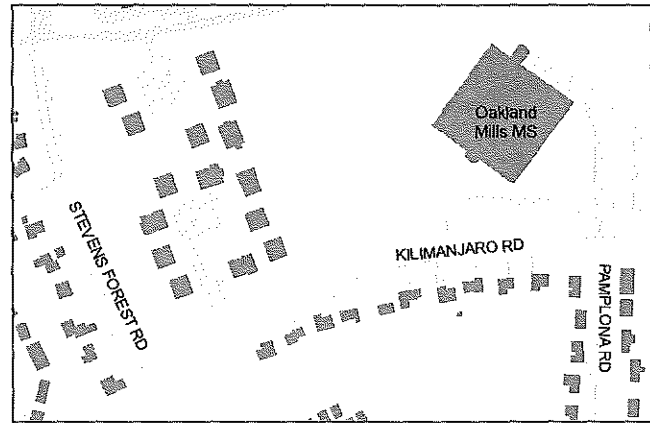 Oakland
Mills MS
STEVENS FOREST RD
KILIMANJARO RD
PAMPLONA RD